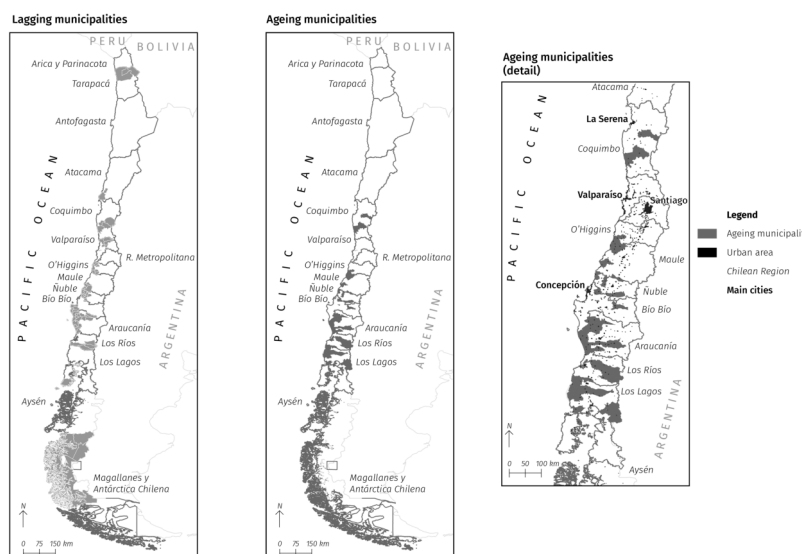 Lagging municipalities
PERU
BOLIVIA
Arica y Parinacota
Tarapacá
Antofagasta
Atacama
PACIFIC OCEAN
Coquimbo
Valparaíso
R. Metropolitana
O'Higgins
Maule
Ñuble
Bío Bío
Araucanía
Los Ríos
Los Lagos
ARGENTINA
Aysén
Magallanes y
Antárctica Chilena
N
0 75 150 km
Ageing municipalities
PERU
BOLIVIA
Arica y Parinacota
Tarapacá
Antofagasta
Atacama
PACIFIC OCEAN
Coquimbo
Valparaíso
R. Metropolitana
O'Higgins
Maule
Ñuble
Bío Bío
Araucanía
Los Ríos
Los Lagos
ARGENTINA
Aysén
Magallanes y
Antárctica Chilena
N
0 75 150 km
Ageing municipalities
(detail)
Atacama
PACIFIC OCEAN
La Serena
Coquimbo
Valparaíso
Santiago
O'Higgins
Maule
Concepción
Ñuble
Bío Bío
Araucanía
Los Ríos
Los Lagos
ARGENTINA
Aysén
N
0 50 100 km
Legend
Ageing municipali
Urban area
Chilean Region
Main cities